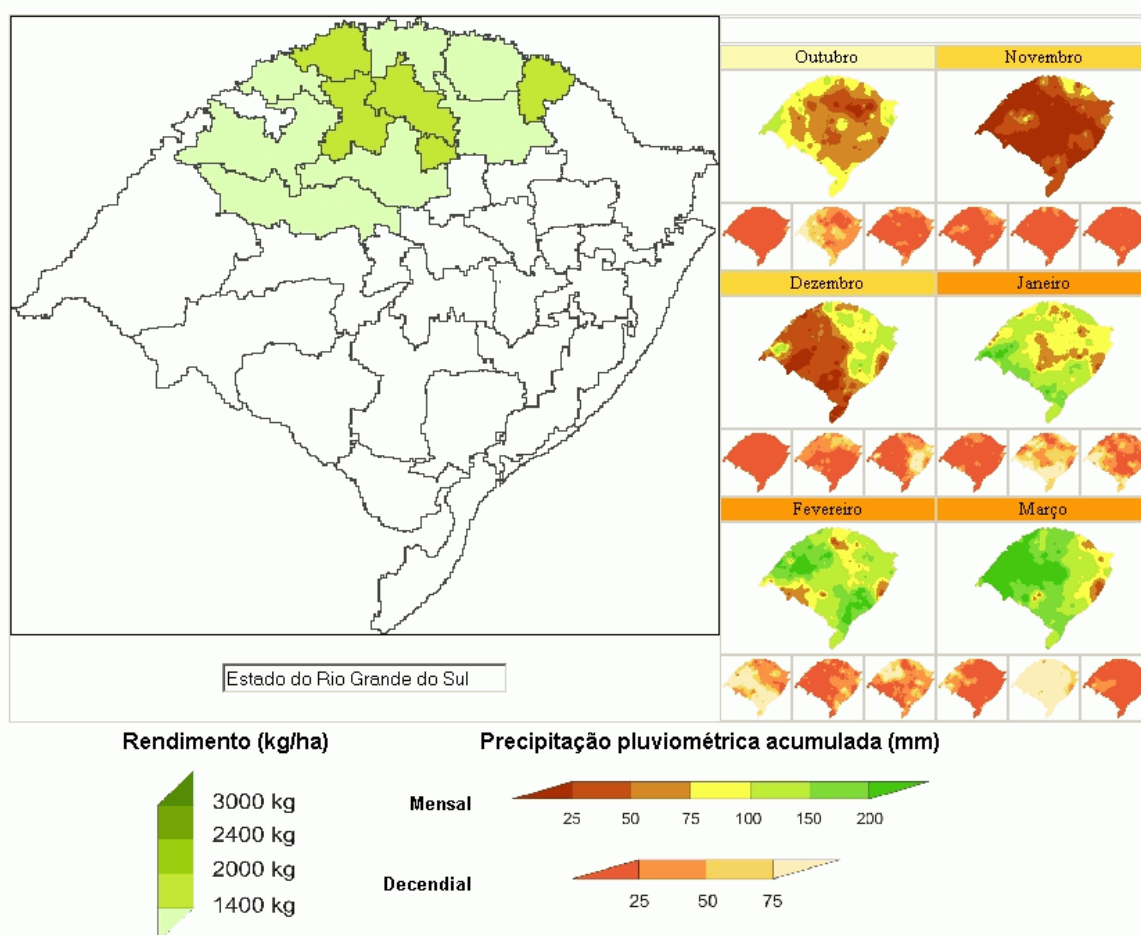 Outubro
Novembro
Dezembro
Janeiro
Fevereiro
Março
Estado do Rio Grande do Sul
Rendimento (kg/ha)
3000 kg
2400 kg
2000 kg
1400 kg
Precipitação pluviométrica acumulada (mm)
Mensal
25 50 75 100 150 200
Decendial
25 50 75